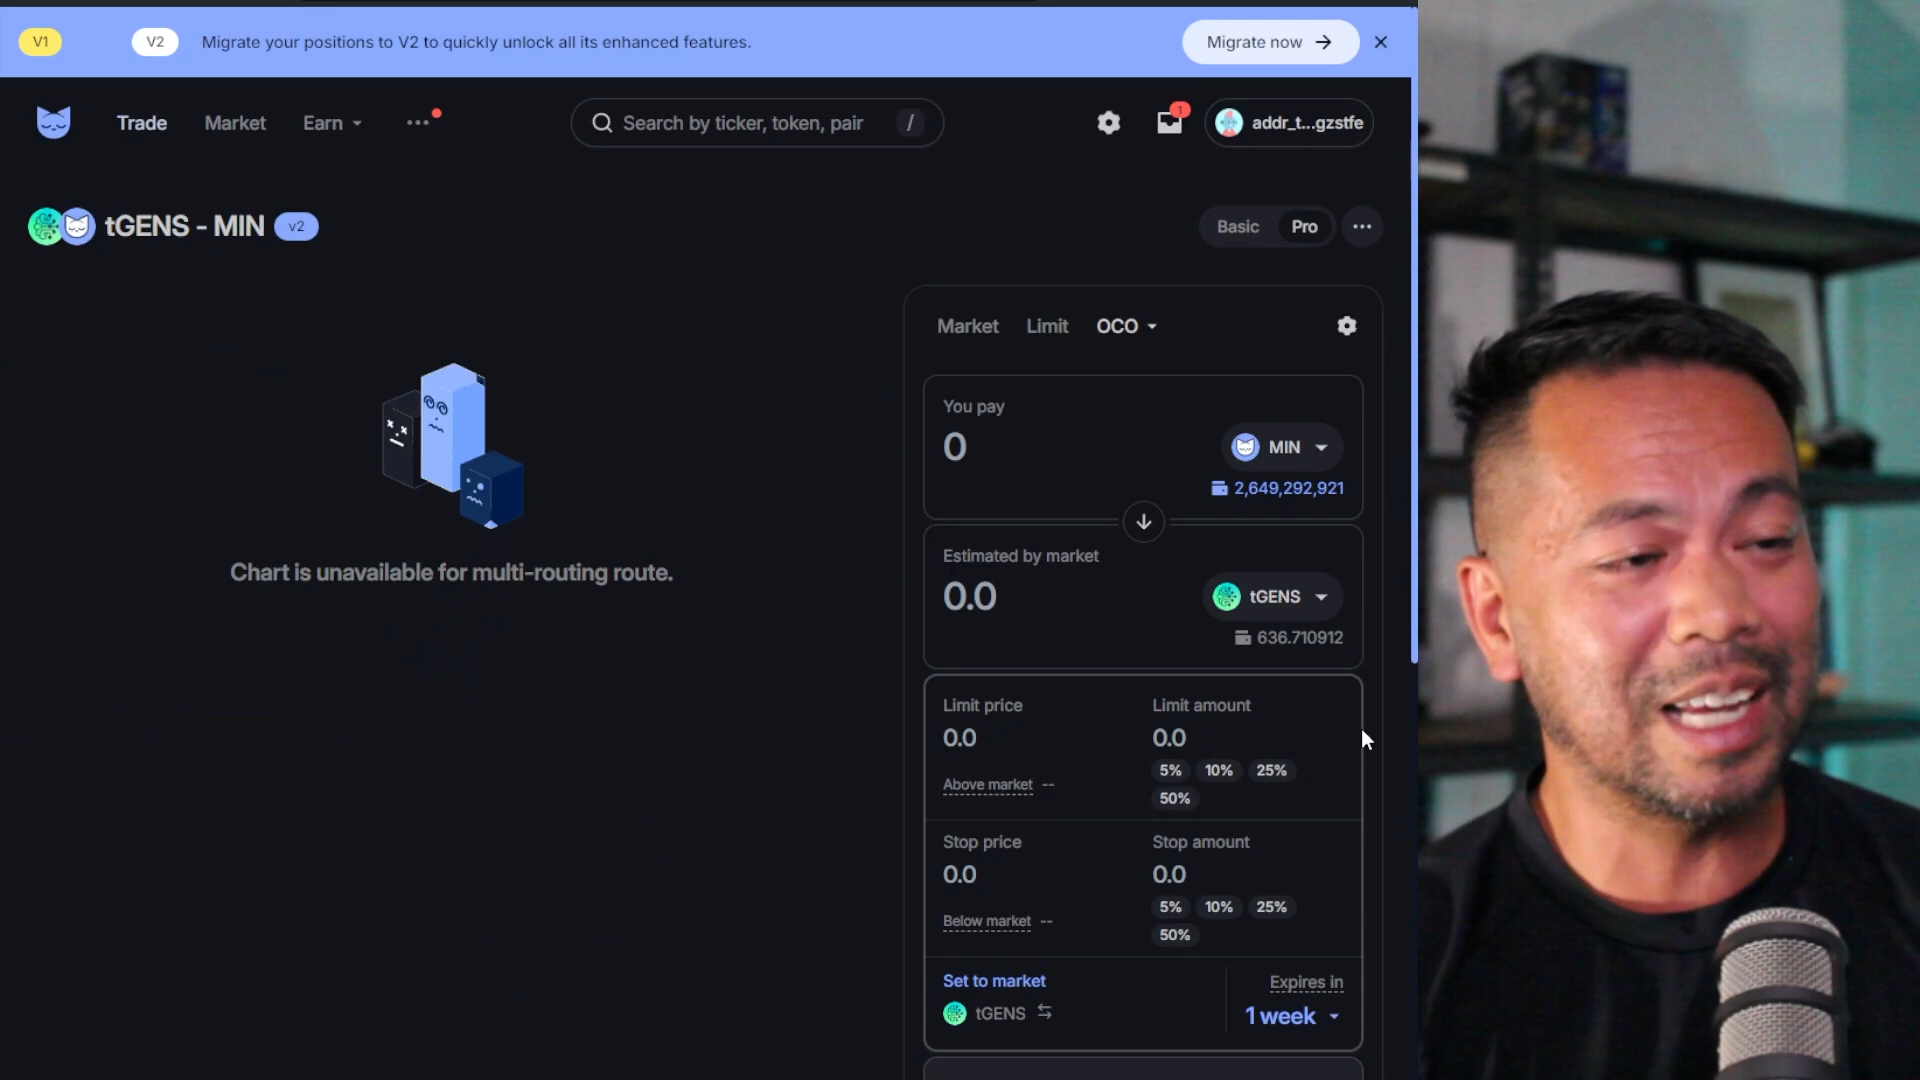 V1
V2
Migrate your positions to V2 to quickly unlock all its enhanced features.
Migrate now →
Trade
Market
Earn
Search by ticker, token, pair
/
1
addr_t...gzstfe
tGENS - MIN
v2
Basic
Pro
Market
Limit
OCO
You pay
0
MIN
2,649,292,921
Estimated by market
0.0
tGENS
636.710912
Chart is unavailable for multi-routing route.
Limit price
Limit amount
0.0
0.0
5% 10% 25%
50%
Above market --
Stop price
Stop amount
0.0
0.0
5% 10% 25%
50%
Below market --
Set to market
Expires in
tGENS
1 week